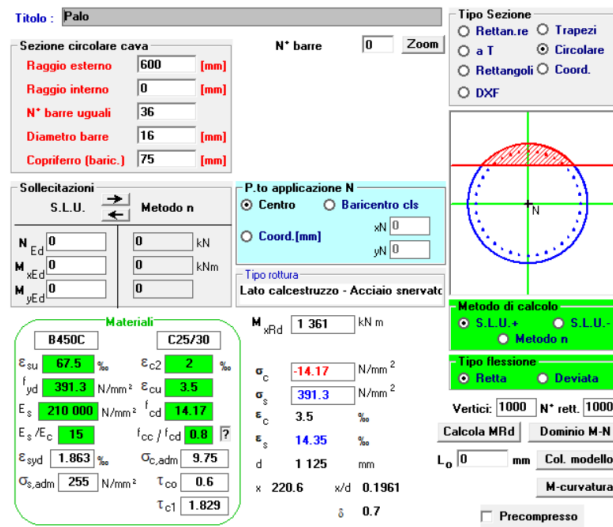 Titolo : Palo
Sezione circolare cava
Raggio esterno 600 [mm]
Raggio interno 0 [mm]
N° barre uguali 36
Diametro barre 16 [mm]
Copriferro (baric.) 75 [mm]
N° barre 0 Zoom
Tipo Sezione
Rettan.re Trapezi
a T Circolare
Rettangoli Coord.
DXF
N
Sollecitazioni
S.L.U. Metodo n
N Ed 0 0 kN
M xEd 0 0 kNm
M yEd 0 0
P.to applicazione N
Centro Baricentro cls
Coord.[mm] xN 0
yN 0
Tipo rottura
Lato calcestruzzo - Acciaio snervato
Metodo di calcolo
S.L.U.+ S.L.U.-
Metodo n
Tipo flessione
Retta Deviata
Materiali
B450C C25/30
εsu 67.5 ‰ εc2 2 ‰
fyd 391.3 N/mm² εcu 3.5
Es 210 000 N/mm² fcd 14.17
Es /Ec 15 fcc / fcd 0.8 ?
εsyd 1.863 ‰ σc,adm 9.75
σs,adm 255 N/mm² τco 0.6
τc1 1.829
M xRd 1 361 kN m
σc -14.17 N/mm²
σs 391.3 N/mm²
εc 3.5 ‰
εs 14.35 ‰
d 1 125 mm
x 220.6 x/d 0.1961
δ 0.7
Vertici: 1000 N° rett. 1000
Calcola MRd Dominio M-N
Lo 0 mm Col. modello
M-curvatura
Precompresso